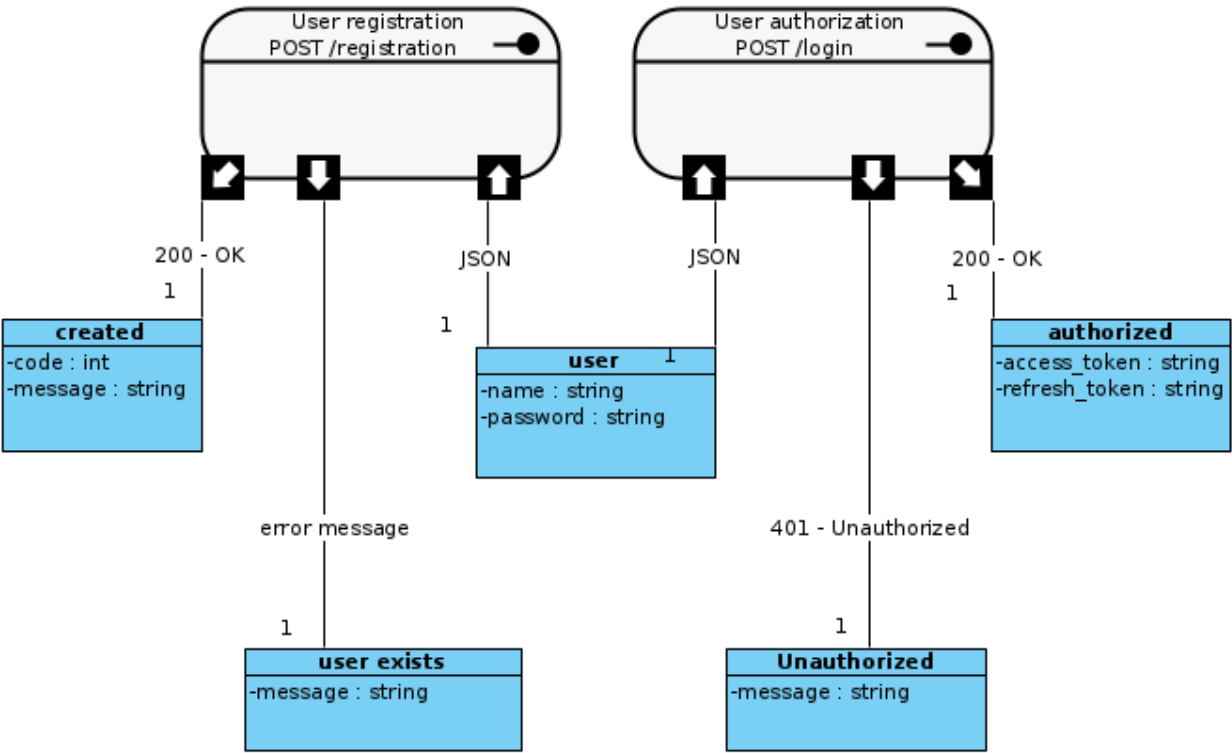 User registration
POST /registration
User authorization
POST /login
200 - OK
JSON
JSON
200 - OK
1
1
1
1
created
-code : int
-message : string
user
-name : string
-password : string
authorized
-access_token : string
-refresh_token : string
error message
401 - Unauthorized
1
1
user exists
-message : string
Unauthorized
-message : string